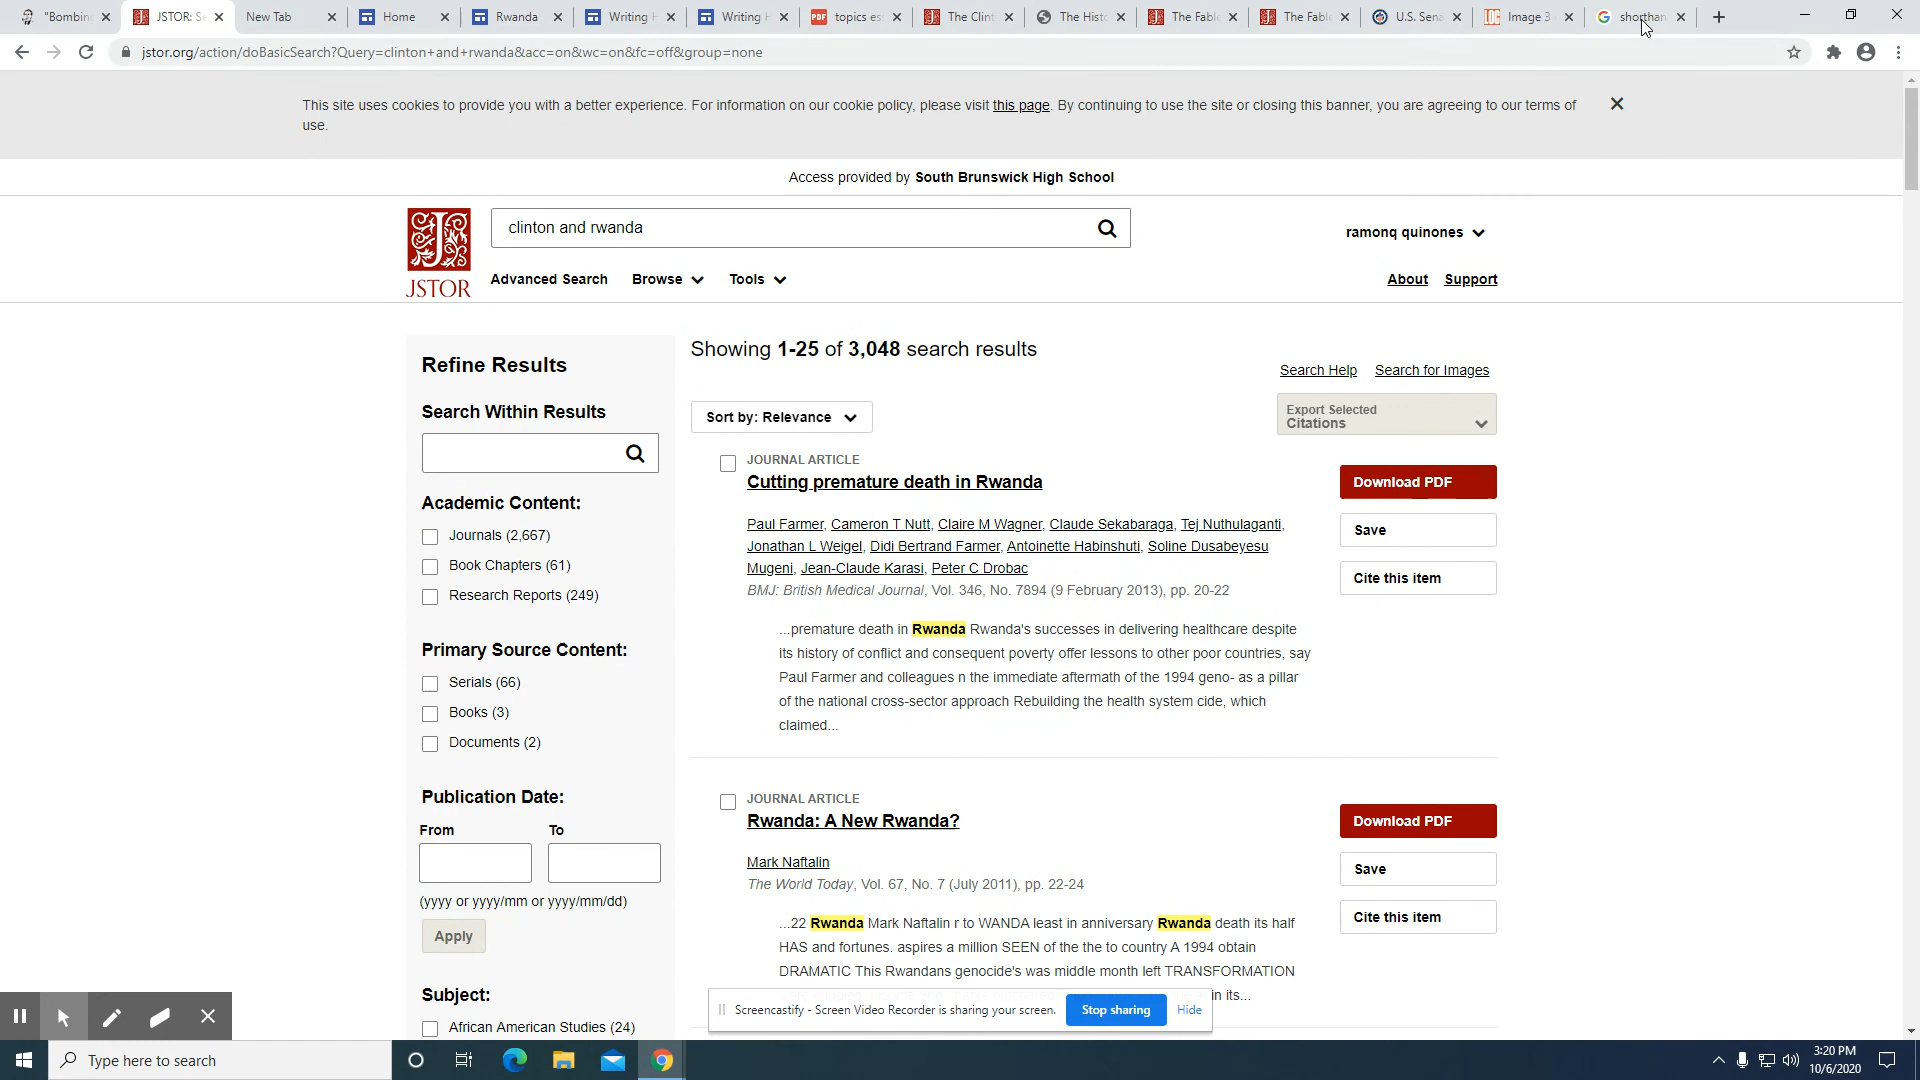 "Bombin
JSTOR: Se
New Tab
Home
Rwanda
Writing H
Writing H
PDF topics es
The Clint
The Histo
The Fable
The Fable
U.S. Sena
LOC Image 3
shorthan
jstor.org/action/doBasicSearch?Query=clinton+and+rwanda&acc=on&wc=on&fc=off&group=none
This site uses cookies to provide you with a better experience. For information on our cookie policy, please visit this page. By continuing to use the site or closing this banner, you are agreeing to our terms of
use.
Access provided by South Brunswick High School
JSTOR
clinton and rwanda
ramonq quinones
Advanced Search Browse Tools
About Support
Refine Results
Search Within Results
Academic Content:
Journals (2,667)
Book Chapters (61)
Research Reports (249)
Primary Source Content:
Serials (66)
Books (3)
Documents (2)
Publication Date:
From To
(yyyy or yyyy/mm or yyyy/mm/dd)
Apply
Subject:
African American Studies (24)
Showing 1-25 of 3,048 search results
Search Help Search for Images
Sort by: Relevance
Export Selected
Citations
JOURNAL ARTICLE
Cutting premature death in Rwanda
Paul Farmer, Cameron T Nutt, Claire M Wagner, Claude Sekabaraga, Tej Nuthulaganti,
Jonathan L Weigel, Didi Bertrand Farmer, Antoinette Habinshuti, Soline Dusabeyesu
Mugeni, Jean-Claude Karasi, Peter C Drobac
BMJ: British Medical Journal, Vol. 346, No. 7894 (9 February 2013), pp. 20-22
...premature death in Rwanda Rwanda's successes in delivering healthcare despite
its history of conflict and consequent poverty offer lessons to other poor countries, say
Paul Farmer and colleagues n the immediate aftermath of the 1994 geno- as a pillar
of the national cross-sector approach Rebuilding the health system cide, which
claimed...
Download PDF
Save
Cite this item
JOURNAL ARTICLE
Rwanda: A New Rwanda?
Mark Naftalin
The World Today, Vol. 67, No. 7 (July 2011), pp. 22-24
...22 Rwanda Mark Naftalin r to WANDA least in anniversary Rwanda death its half
HAS and fortunes. aspires a million SEEN of the the to country A 1994 obtain
DRAMATIC This Rwandans genocide's was middle month left TRANSFORMATION
in its...
Download PDF
Save
Cite this item
Screencastify - Screen Video Recorder is sharing your screen. Stop sharing Hide
Type here to search
3:20 PM
10/6/2020